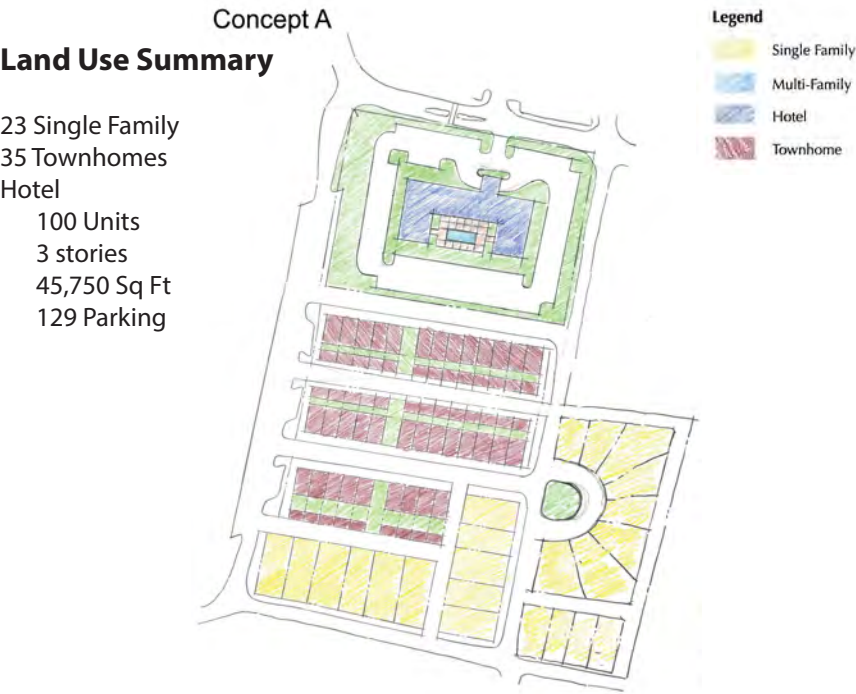 Concept A
Land Use Summary
23 Single Family
35 Townhomes
Hotel
100 Units
3 stories
45,750 Sq Ft
129 Parking
Legend
Single Family
Multi-Family
Hotel
Townhome